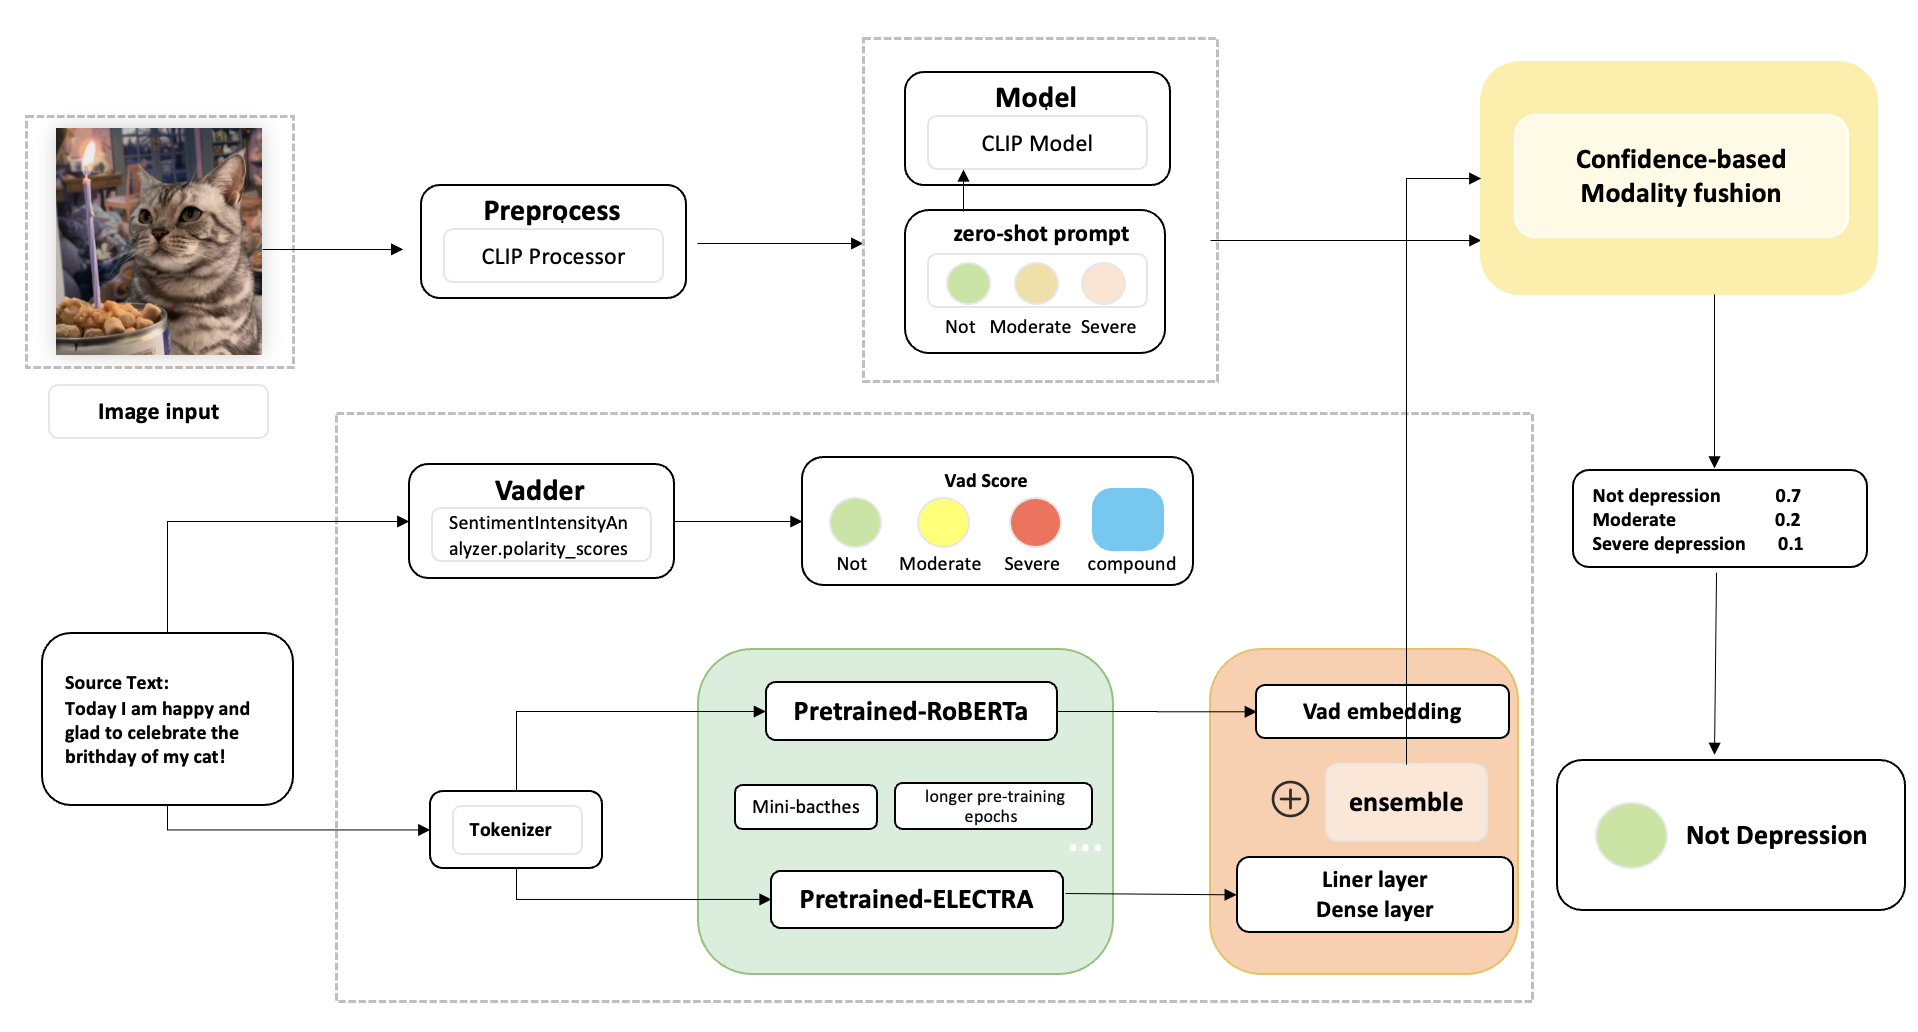 Image input
Preprocess
CLIP Processor
Model
CLIP Model
zero-shot prompt
Not Moderate Severe
Confidence-based
Modality fushion
Not depression 0.7
Moderate 0.2
Severe depression 0.1
Not Depression
Vadder
SentimentIntensityAn
alyzer.polarity_scores
Vad Score
Not Moderate Severe compound
Source Text:
Today I am happy and
glad to celebrate the
brithday of my cat!
Tokenizer
Pretrained-RoBERTa
Mini-bacthes
longer pre-training
epochs
Pretrained-ELECTRA
Vad embedding
ensemble
Liner layer
Dense layer